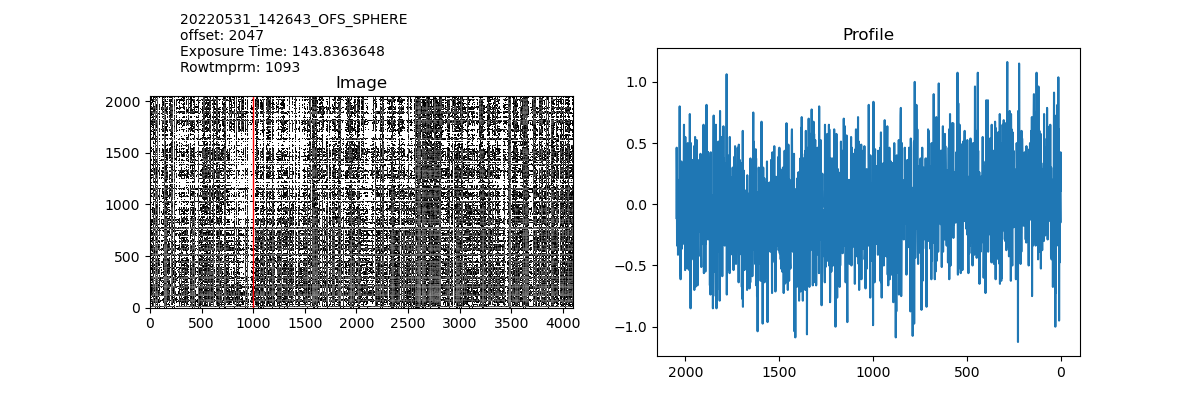 20220531_142643_OFS_SPHERE
offset: 2047
Exposure Time: 143.8363648
Rowtmprm: 1093
Image
2000
1500
1000
500
0
0 500 1000 1500 2000 2500 3000 3500 4000
Profile
1.0
0.5
0.0
−0.5
−1.0
2000 1500 1000 500 0